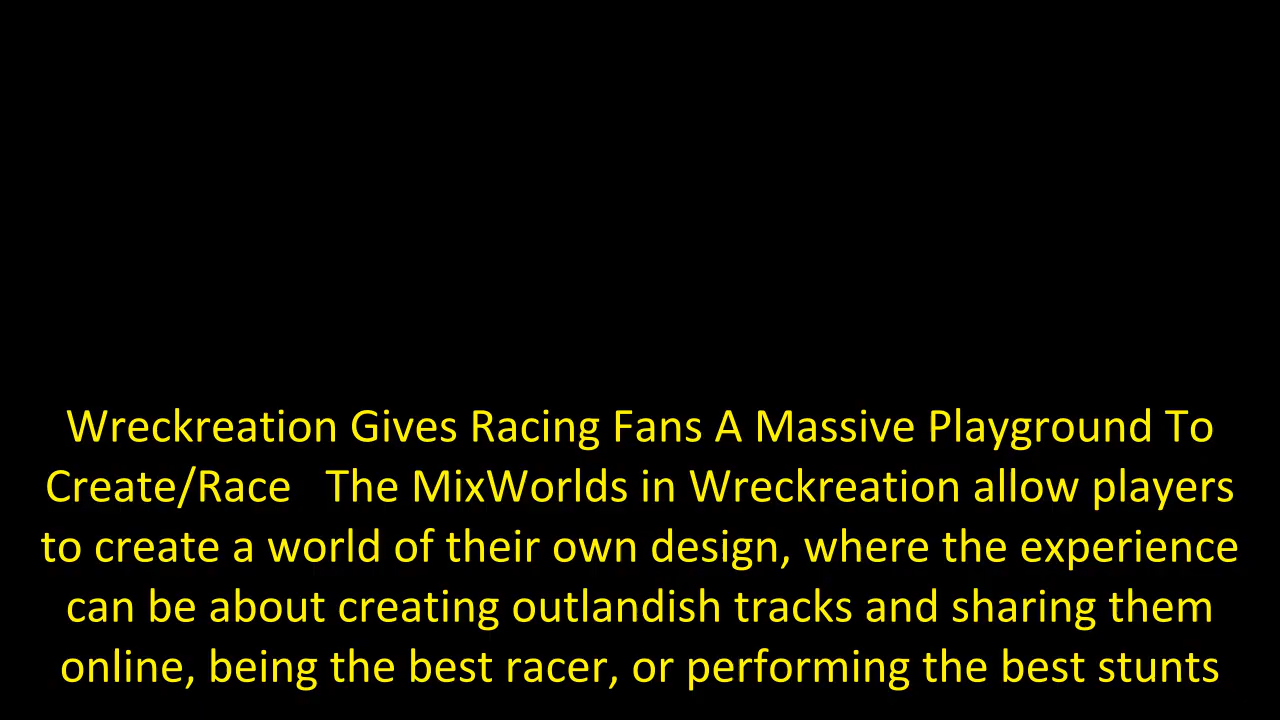 Wreckreation Gives Racing Fans A Massive Playground To
Create/Race   The MixWorlds in Wreckreation allow players
to create a world of their own design, where the experience
can be about creating outlandish tracks and sharing them
online, being the best racer, or performing the best stunts